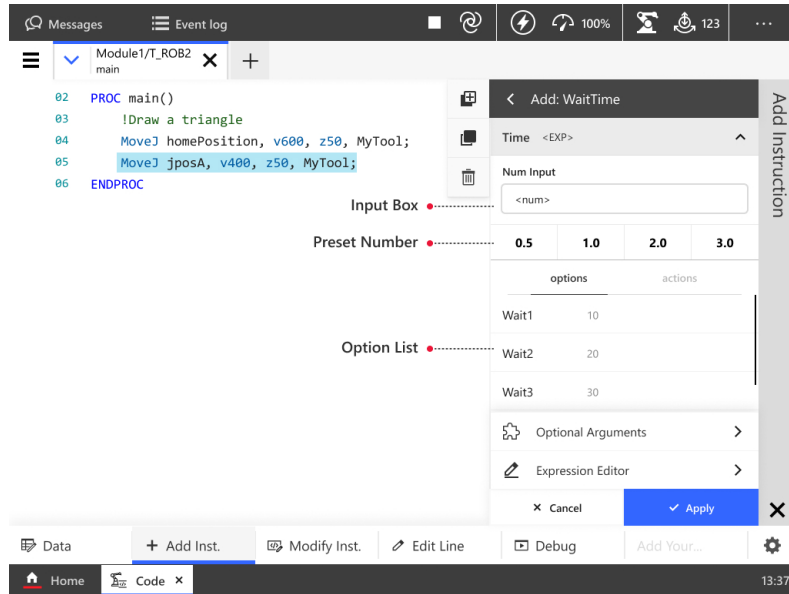 Messages
Event log
100%
123
...
Module1/T_ROB2
main
02 PROC main()
03 !Draw a triangle
04 MoveJ homePosition, v600, z50, MyTool;
05 MoveJ jposA, v400, z50, MyTool;
06 ENDPROC
Input Box
Preset Number
Option List
Add: WaitTime
Time <EXP>
Num Input
<num>
0.5 1.0 2.0 3.0
options actions
Wait1 10
Wait2 20
Wait3 30
Optional Arguments
Expression Editor
Cancel Apply
Add Instruction
Data
Add Inst.
Modify Inst.
Edit Line
Debug
Add Your...
Home
Code
13:37